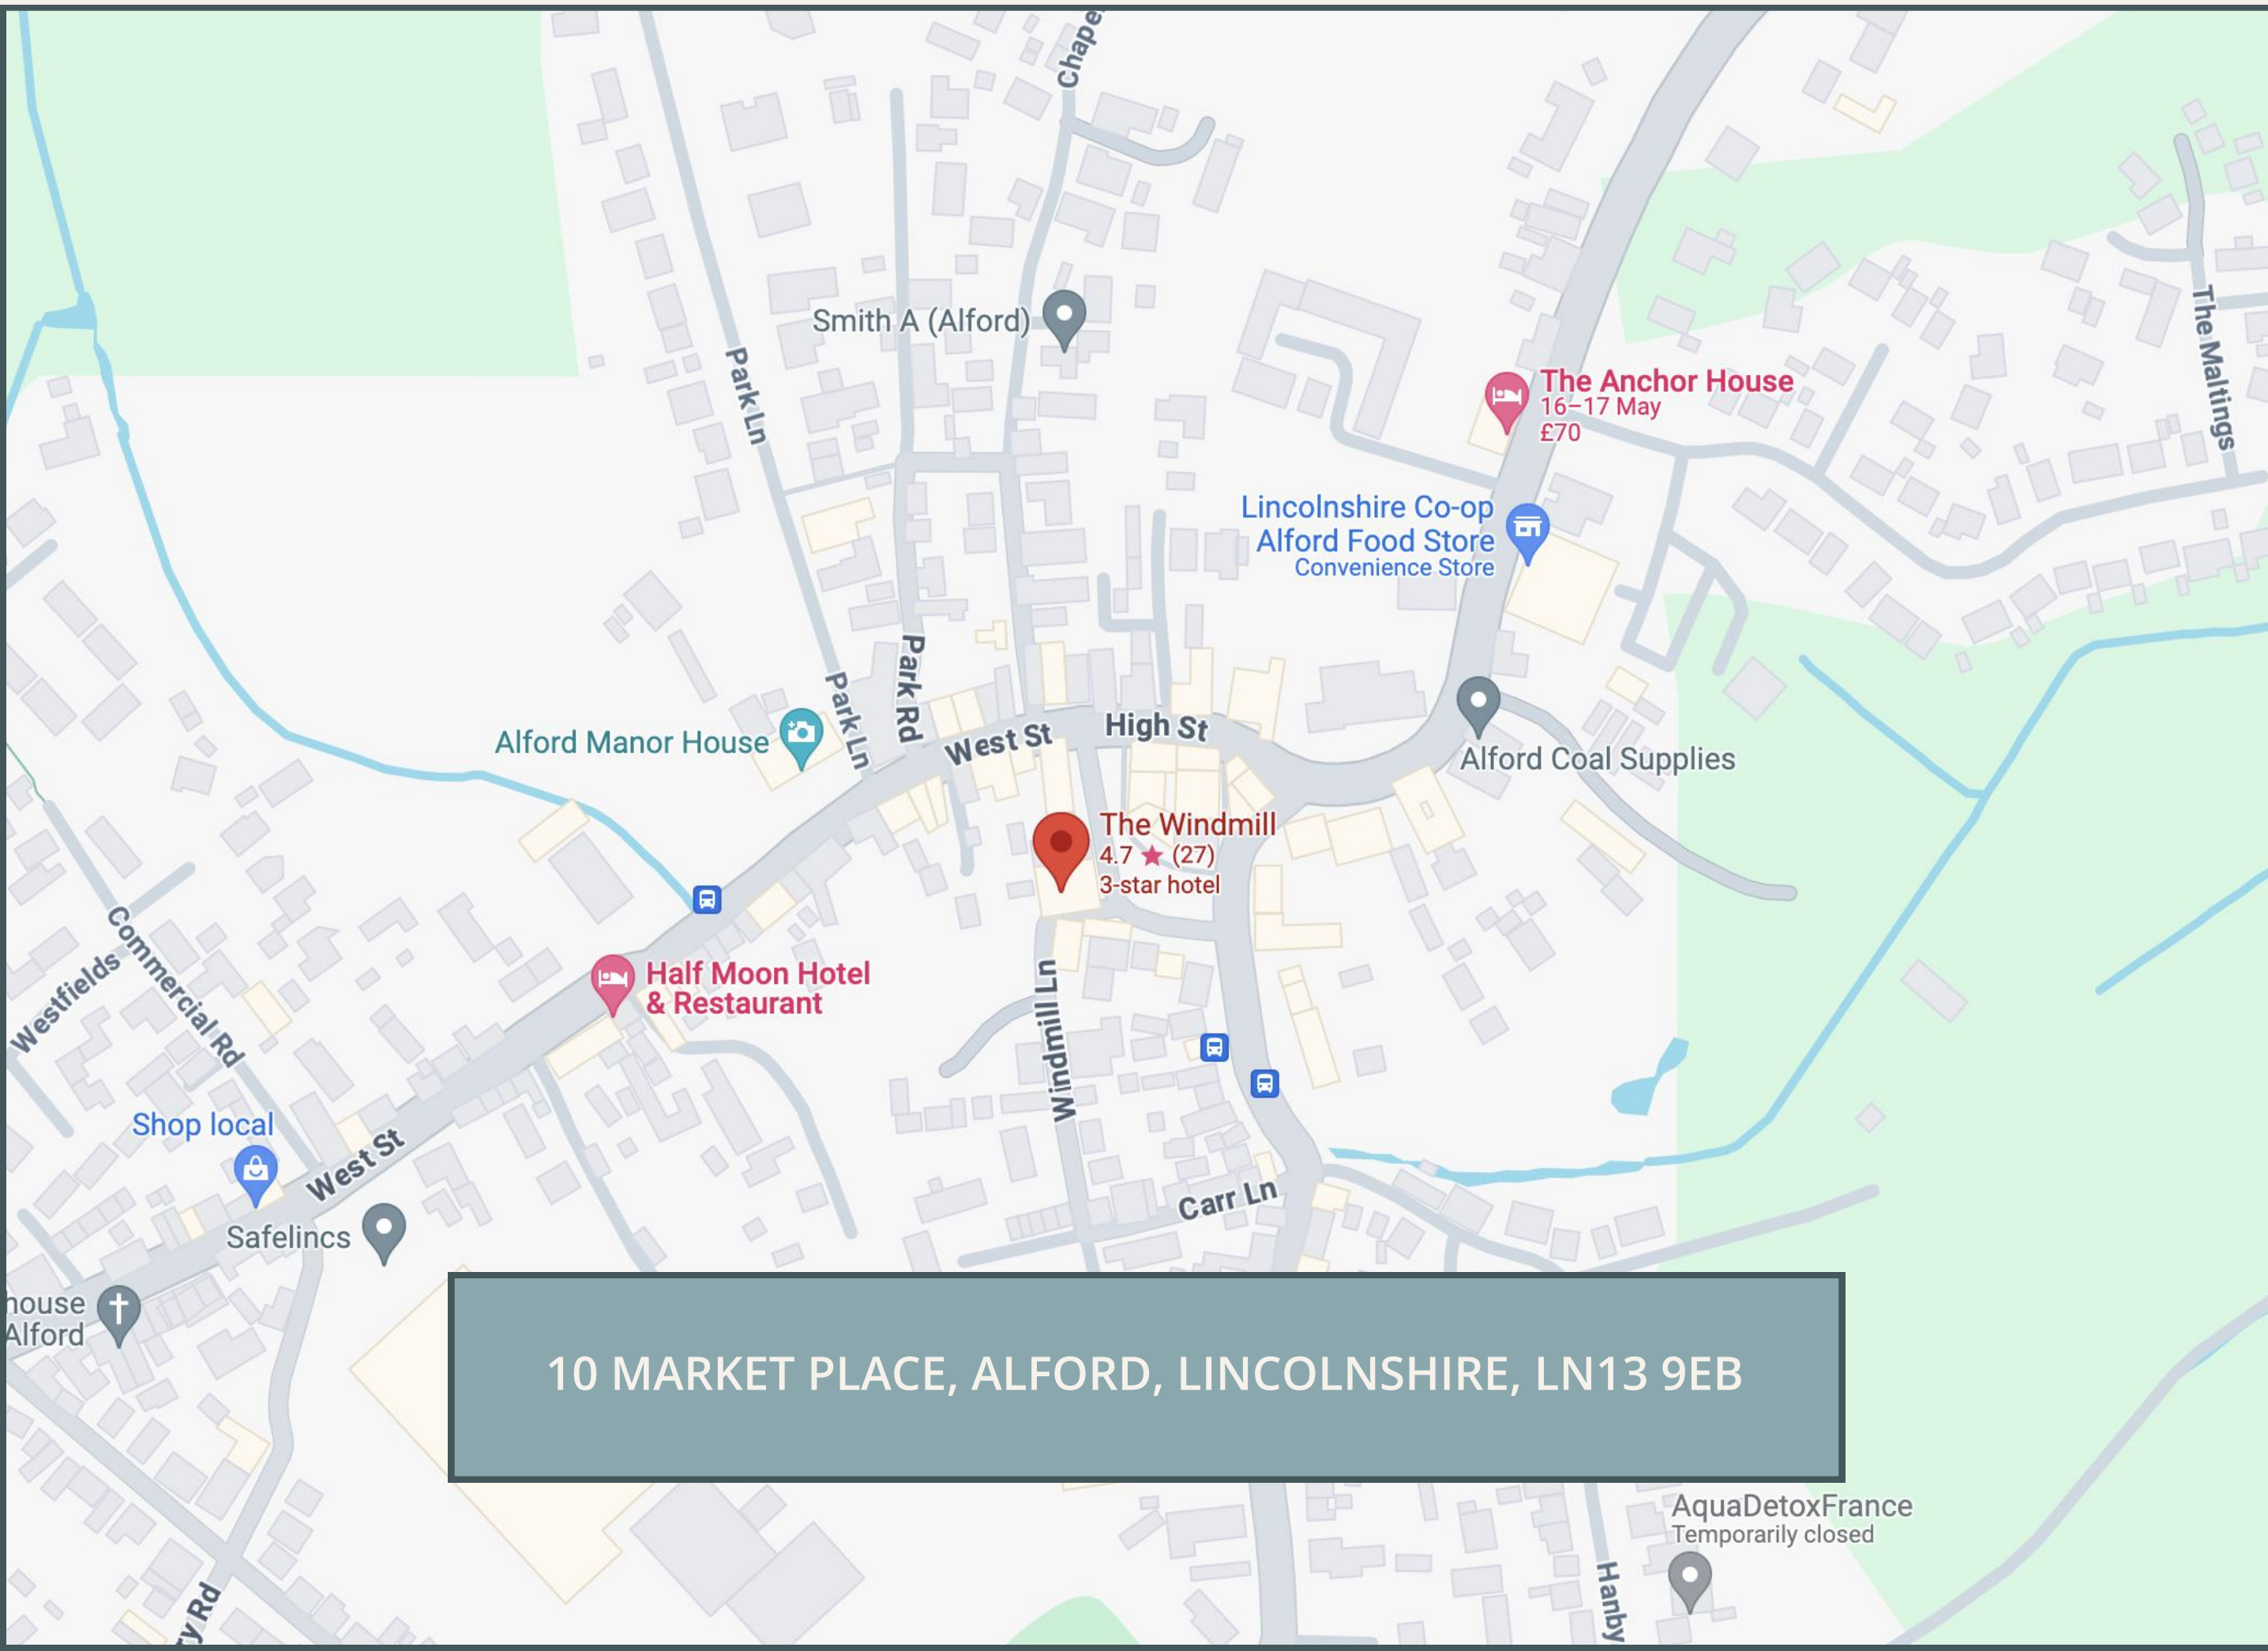 Chapel
Smith A (Alford)
Park Ln
The Anchor House
16–17 May
£70
The Maltings
Lincolnshire Co-op
Alford Food Store
Convenience Store
Park Rd
Park Ln
Alford Manor House
West St
High St
Alford Coal Supplies
The Windmill
4.7 ★ (27)
3-star hotel
Commercial Rd
Westfields
Half Moon Hotel
& Restaurant
Windmill Ln
Shop local
West St
Carr Ln
Safelincs
house
Alford
10 MARKET PLACE, ALFORD, LINCOLNSHIRE, LN13 9EB
AquaDetoxFrance
Temporarily closed
Hanby
ry Rd